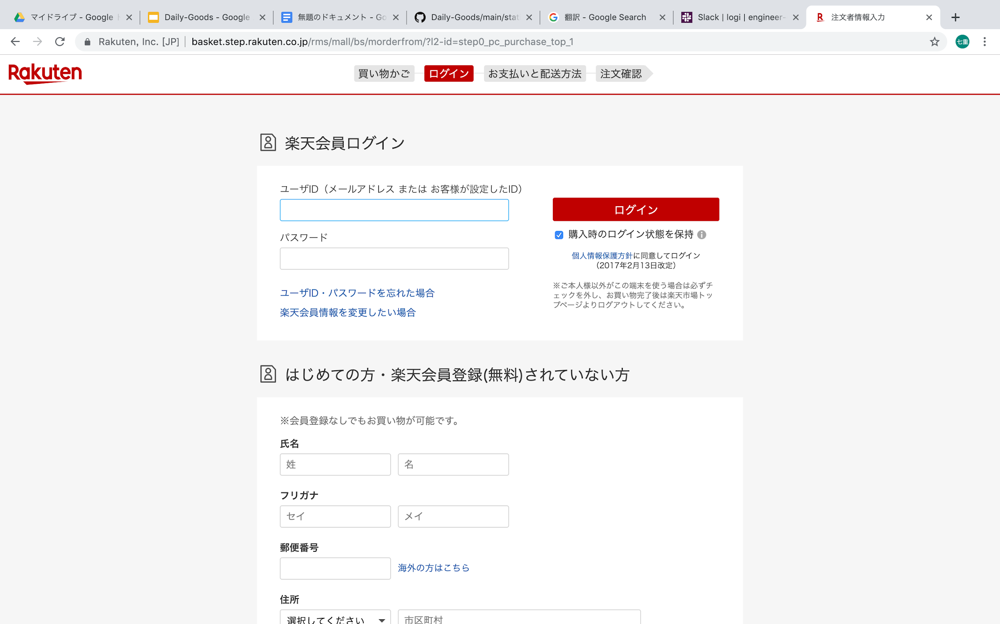 マイドライブ - Google
Daily-Goods - Google
無題のドキュメント - Go
Daily-Goods/main/stat
翻訳 - Google Search
Slack | logi | engineer-
注文者情報入力
Rakuten, Inc. [JP]
basket.step.rakuten.co.jp/rms/mall/bs/morderfrom/?l2-id=step0_pc_purchase_top_1
七重
Rakuten
買い物かご
ログイン
お支払いと配送方法
注文確認
楽天会員ログイン
ユーザID（メールアドレス または お客様が設定したID）
ログイン
購入時のログイン状態を保持
パスワード
個人情報保護方針に同意してログイン
（2017年2月13日改定）
※ご本人様以外がこの端末を使う場合は必ずチ
ェックを外し、お買い物完了後は楽天市場トッ
プページよりログアウトしてください。
ユーザID・パスワードを忘れた場合
楽天会員情報を変更したい場合
はじめての方・楽天会員登録(無料)されていない方
※会員登録なしでもお買い物が可能です。
氏名
姓
名
フリガナ
セイ
メイ
郵便番号
海外の方はこちら
住所
選択してください
市区町村